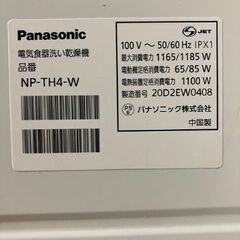 Panasonic
JET
電気食器洗い乾燥機
品番
NP-TH4-W
100 V ～ 50/60 Hz IPX1
最大消費電力 1165/1185 W
電動機定格消費電力 65/85 W
電熱装置定格消費電力 1100 W
製造番号 20D2EW0408
PS
E
パナソニック株式会社
中国製